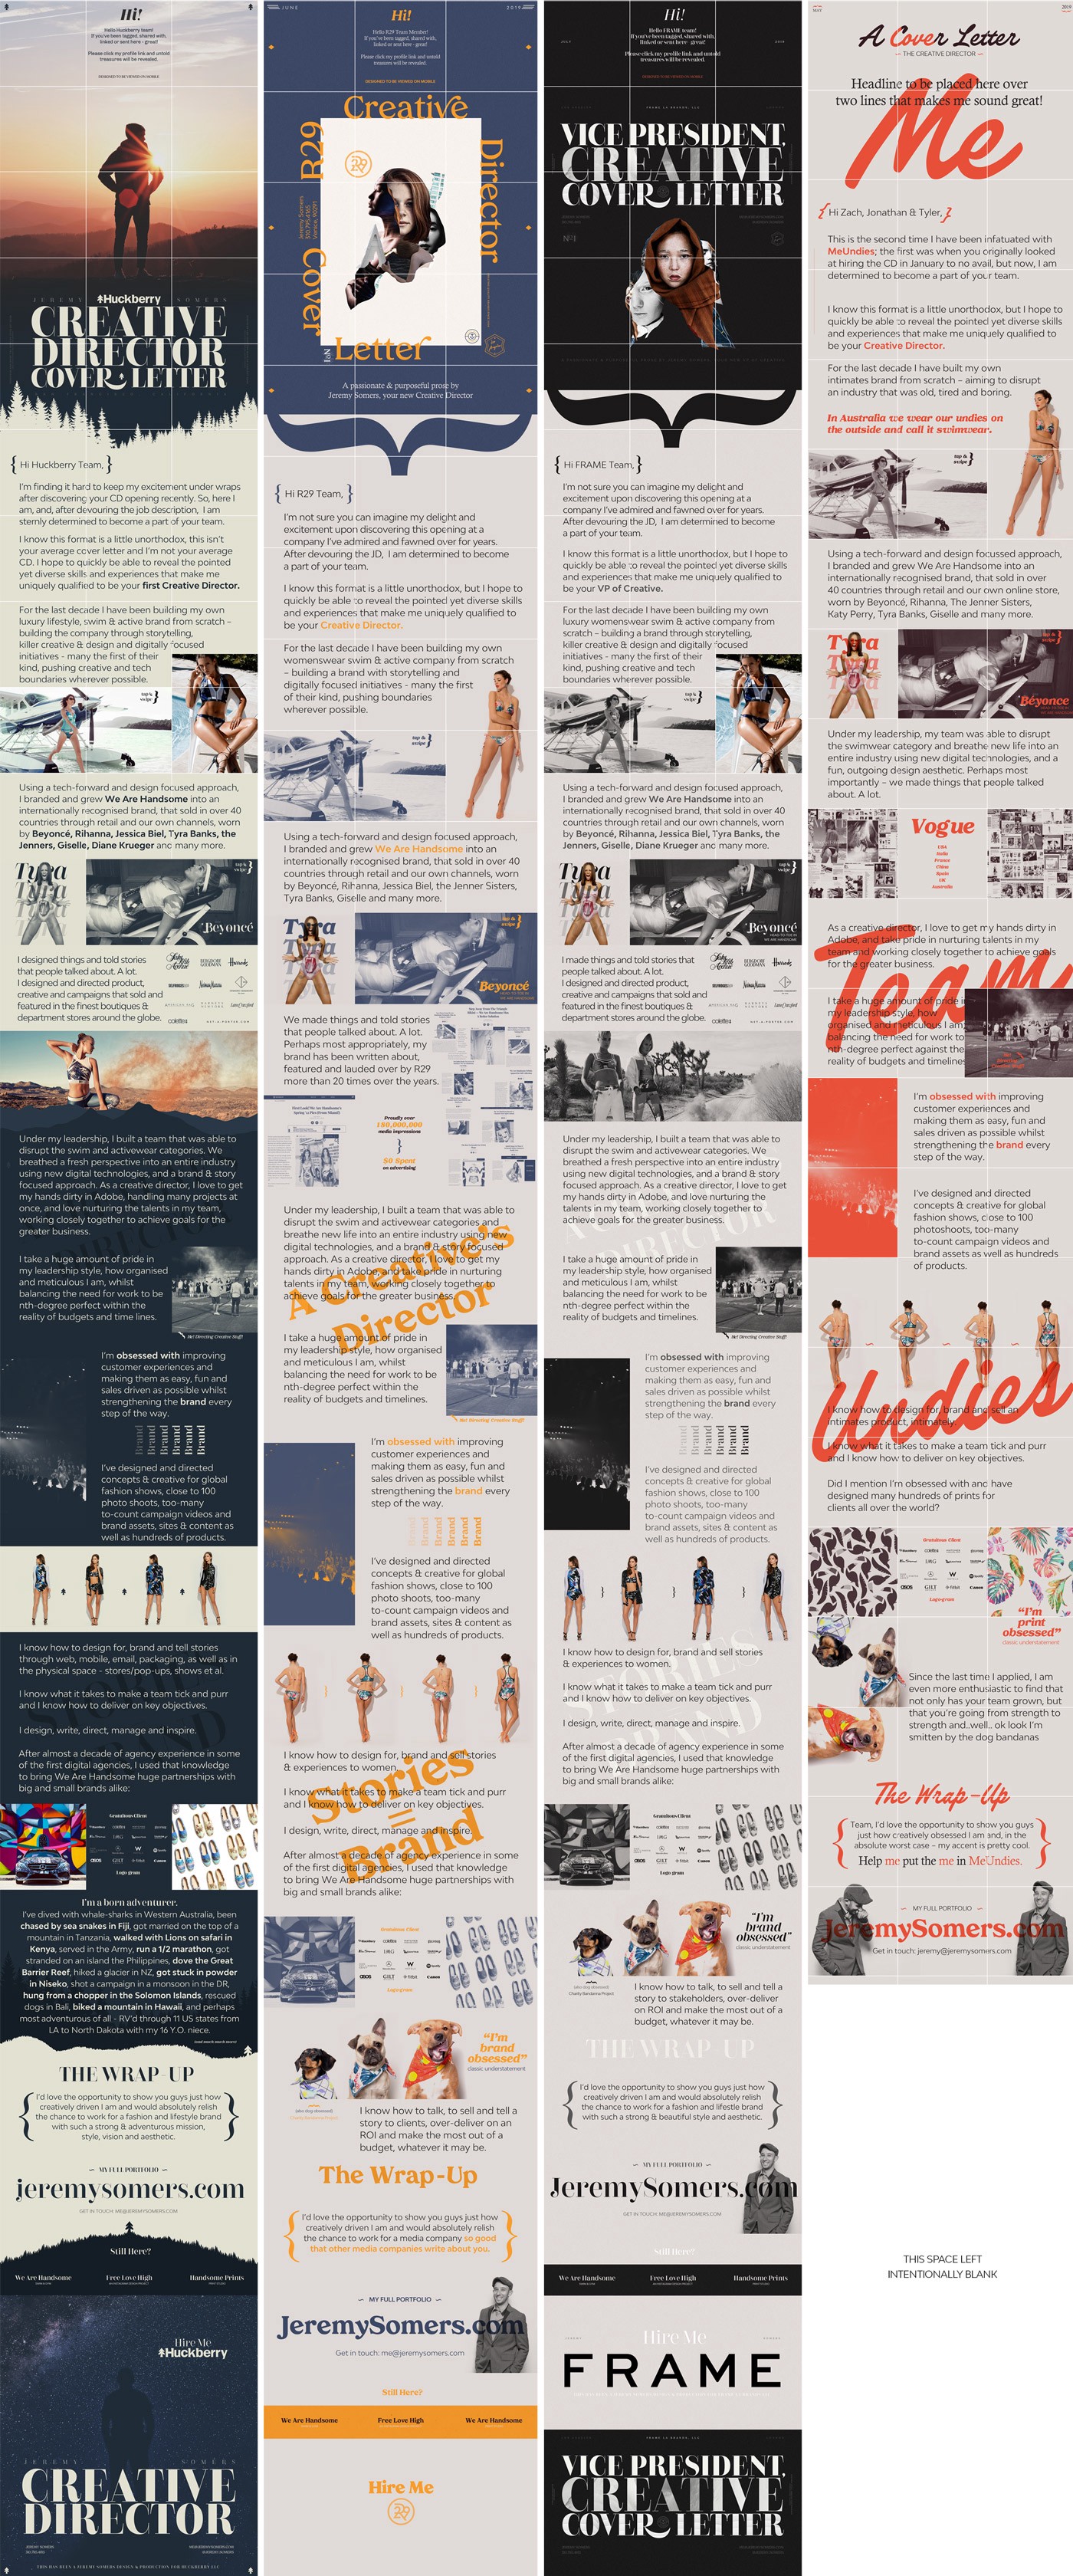 Hi!
Hello Huckberry team!
If you've been tagged, shared with,
linked or sent here - great!
Please click my profile link and untold
treasures will be revealed.
DESIGNED TO BE VIEWED ON MOBILE
JEREMY SOMERS
Huckberry
CREATIVE
DIRECTOR
COVER LETTER
{ Hi Huckberry Team, }
I'm finding it hard to keep my excitement under wraps
after discovering your CD opening recently. So, here I
am, and, after devouring the job description, I am
sternly determined to become a part of your team.
I know this format is a little unorthodox, this isn't
your average cover letter and I'm not your average
CD. I hope to quickly be able to reveal the pointed
yet diverse skills and experiences that make me
uniquely qualified to be your first Creative Director.
For the last decade I have been building my own
luxury lifestyle, swim & active brand from scratch –
building the company through storytelling,
killer creative & design and digitally focused
initiatives - many the first of their
kind, pushing creative and tech
boundaries wherever possible.
tap &
swipe }
Using a tech-forward and design focused approach,
I branded and grew We Are Handsome into an
internationally recognised brand, that sold in over 40
countries through retail and our own channels, worn
by Beyoncé, Rihanna, Jessica Biel, Tyra Banks, the
Jenners, Giselle, Diane Krueger and many more.
Tyra
tap &
swipe }
Beyoncé
I designed things and told stories
that people talked about. A lot.
I designed and directed product,
creative and campaigns that sold and
featured in the finest boutiques &
department stores around the globe.
Harrods
colette
NET-A-PORTER.COM
Under my leadership, I built a team that was able to
disrupt the swim and activewear categories. We
breathed a fresh perspective into an entire industry
using new digital technologies, and a brand & story
focused approach. As a creative director, I love to get
my hands dirty in Adobe, handling many projects at
once, and love nurturing the talents in my team,
working closely together to achieve goals for the
greater business.
I take a huge amount of pride in
my leadership style, how organised
and meticulous I am, whilst
balancing the need for work to be
nth-degree perfect within the
reality of budgets and time lines.
Me! Directing Creative Stuff!
I'm obsessed with improving
customer experiences and
making them as easy, fun and
sales driven as possible whilst
strengthening the brand every
step of the way.
Brand Brand Brand Brand Brand Brand
I've designed and directed
concepts & creative for global
fashion shows, close to 100
photo shoots, too-many
to-count campaign videos and
brand assets, sites & content as
well as hundreds of products.
I know how to design for, brand and tell stories
through web, mobile, email, packaging, as well as in
the physical space - stores/pop-ups, shows et al.
I know what it takes to make a team tick and purr
and I know how to deliver on key objectives.
I design, write, direct, manage and inspire.
After almost a decade of agency experience in some
of the first digital agencies, I used that knowledge
to bring We Are Handsome huge partnerships with
big and small brands alike:
Gratuitous Client
Logo-gram
I'm a born adventurer.
I've dived with whale-sharks in Western Australia, been
chased by sea snakes in Fiji, got married on the top of a
mountain in Tanzania, walked with Lions on safari in
Kenya, served in the Army, run a 1/2 marathon, got
stranded on an island the Philippines, dove the Great
Barrier Reef, hiked a glacier in NZ, got stuck in powder
in Niseko, shot a campaign in a monsoon in the DR,
hung from a chopper in the Solomon Islands, rescued
dogs in Bali, biked a mountain in Hawaii, and perhaps
most adventurous of all - RV'd through 11 US states from
LA to North Dakota with my 16 Y.O. niece.
THE WRAP-UP
I'd love the opportunity to show you guys just how
creatively driven I am and would absolutely relish
the chance to work for a fashion and lifestyle brand
with such a strong & adventurous mission,
style, vision and aesthetic.
MY FULL PORTFOLIO
jeremysomers.com
GET IN TOUCH: ME@JEREMYSOMERS.COM
Still Here?
We Are Handsome
Free Love High
Handsome Prints
Hire Me
Huckberry
JEREMY SOMERS
CREATIVE
DIRECTOR
THIS HAS BEEN A JEREMY SOMERS DESIGN & PRODUCTION FOR HUCKBERRY LLC
JUNE
2019
Hi!
Hello R29 Team Member!
If you've been tagged, shared with,
linked or sent here - great!
Please click my profile link and untold
treasures will be revealed.
DESIGNED TO BE VIEWED ON MOBILE
Creative
Director
R29
Cover
Letter
Jeremy Somers
A passionate & purposeful prose by
Jeremy Somers, your new Creative Director
{ Hi R29 Team, }
I'm not sure you can imagine my delight and
excitement upon discovering this opening at a
company I've admired and fawned over for years.
After devouring the JD, I am determined to become
a part of your team.
I know this format is a little unorthodox, but I hope to
quickly be able to reveal the pointed yet diverse skills
and experiences that make me uniquely qualified to
be your Creative Director.
For the last decade I have been building my own
womenswear swim & active company from scratch
– building a brand with storytelling and
digitally focused initiatives - many the first
of their kind, pushing boundaries
wherever possible.
tap &
swipe }
Using a tech-forward and design focused approach,
I branded and grew We Are Handsome into an
internationally recognised brand, that sold in over 40
countries through retail and our own channels, worn
by Beyoncé, Rihanna, Jessica Biel, the Jenner Sisters,
Tyra Banks, Giselle and many more.
Tyra
tap &
swipe }
Beyoncé
We made things and told stories
that people talked about. A lot.
Perhaps most appropriately, my
brand has been written about,
featured and lauded over by R29
more than 20 times over the years.
Proudly over
180,000,000
media impressions
$0 Spent
on advertising
Under my leadership, I built a team that was able to
disrupt the swim and activewear categories and
breathe new life into an entire industry using new
digital technologies, and a brand & story focused
approach. As a creative director, I love to get my
hands dirty in Adobe, and take pride in nurturing
talents in my team, working closely together to
achieve goals for the greater business.
A Creative's
Director
I take a huge amount of pride in
my leadership style, how organised
and meticulous I am, whilst
balancing the need for work to be
nth-degree perfect within the
reality of budgets and timelines.
Me! Directing Creative Stuff!
I'm obsessed with improving
customer experiences and
making them as easy, fun and
sales driven as possible whilst
strengthening the brand every
step of the way.
Brand Brand Brand Brand Brand Brand
I've designed and directed
concepts & creative for global
fashion shows, close to 100
photo shoots, too-many
to-count campaign videos and
brand assets, sites & content as
well as hundreds of products.
I know how to design for, brand and sell stories
& experiences to women.
I know what it takes to make a team tick and purr
and I know how to deliver on key objectives.
I design, write, direct, manage and inspire.
Stories
=
Brand
After almost a decade of agency experience in some
of the first digital agencies, I used that knowledge
to bring We Are Handsome huge partnerships with
big and small brands alike:
Gratuitous Client
Logo-gram
"I'm
brand
obsessed"
classic understatement
(also dog obsessed)
Charity Bandanna Project
I know how to talk, to sell and tell a
story to clients, over-deliver on an
ROI and make the most out of a
budget, whatever it may be.
The Wrap-Up
I'd love the opportunity to show you guys just how
creatively driven I am and would absolutely relish
the chance to work for a media company so good
that other media companies write about you.
MY FULL PORTFOLIO
JeremySomers.com
Get in touch: me@jeremysomers.com
Still Here?
We Are Handsome
Free Love High
We Are Handsome
Hire Me
R29
Hi!
Hello FRAME team!
If you've been tagged, shared with,
linked or sent here - great!
Please click my profile link and untold
treasures will be revealed.
DESIGNED TO BE VIEWED ON MOBILE
VICE PRESIDENT,
CREATIVE
COVER LETTER
Nº1
{ Hi FRAME Team, }
I'm not sure you can imagine my delight and
excitement upon discovering this opening at a
company I've admired and fawned over for years.
After devouring the JD, I am determined to become
a part of your team.
I know this format is a little unorthodox, but I hope to
quickly be able to reveal the pointed yet diverse skills
and experiences that make me uniquely qualified to
be your VP of Creative.
For the last decade I have been building my own
luxury womenswear swim & active brand from
scratch – building a brand through storytelling,
killer creative & design and digitally focused
initiatives - many the first of their
kind, pushing creative and tech
boundaries wherever possible.
tap &
swipe }
Using a tech-forward and design focused approach,
I branded and grew We Are Handsome into an
internationally recognised brand, that sold in over 40
countries through retail and our own channels, worn
by Beyoncé, Rihanna, Jessica Biel, Tyra Banks, the
Jenners, Giselle, Diane Krueger and many more.
Tyra
tap &
swipe }
Beyoncé
I made things and told stories that
people talked about. A lot.
I designed and directed product,
creative and campaigns that sold and
featured in the finest boutiques &
department stores around the globe.
Harrods
colette
NET-A-PORTER.COM
Under my leadership, I built a team that was able to
disrupt the swim and activewear categories. We
breathed a fresh perspective into an entire industry
using new digital technologies, and a brand & story
focused approach. As a creative director, I love to get
my hands dirty in Adobe, and love nurturing the
talents in my team, working closely together to
achieve goals for the greater business.
I take a huge amount of pride in
my leadership style, how organised
and meticulous I am, whilst
balancing the need for work to be
nth-degree perfect within the
reality of budgets and timelines.
Me! Directing Creative Stuff!
I'm obsessed with improving
customer experiences and
making them as easy, fun and
sales driven as possible whilst
strengthening the brand every
step of the way.
Brand Brand Brand Brand Brand Brand
I've designed and directed
concepts & creative for global
fashion shows, close to 100
photo shoots, too-many
to-count campaign videos and
brand assets, sites & content as
well as hundreds of products.
I know how to design for, brand and sell stories
& experiences to women.
I know what it takes to make a team tick and purr
and I know how to deliver on key objectives.
I design, write, direct, manage and inspire.
STORIES
BRAND
After almost a decade of agency experience in some
of the first digital agencies, I used that knowledge
to bring We Are Handsome huge partnerships with
big and small brands alike:
Gratuitous Client
Logo-gram
"I'm
brand
obsessed"
classic understatement
(also dog obsessed)
Charity Bandanna Project
I know how to talk, to sell and tell a
story to stakeholders, over-deliver
on ROI and make the most out of a
budget, whatever it may be.
THE WRAP-UP
I'd love the opportunity to show you guys just how
creatively driven I am and would absolutely relish
the chance to work for a fashion and lifestle brand
with such a strong & beautiful style and aesthetic.
MY FULL PORTFOLIO
JeremySomers.com
GET IN TOUCH: ME@JEREMYSOMERS.COM
Still Here?
We Are Handsome
Free Love High
Handsome Prints
Hire Me
FRAME
VICE PRESIDENT,
CREATIVE
COVER LETTER
MAY
2019
A Cover Letter
THE CREATIVE DIRECTOR
Headline to be placed here over
two lines that makes me sound great!
Me
{ Hi Zach, Jonathan & Tyler, }
This is the second time I have been infatuated with
MeUndies; the first was when you originally looked
at hiring the CD in January to no avail, but now, I am
determined to become a part of your team.
I know this format is a little unorthodox, but I hope to
quickly be able to reveal the pointed yet diverse skills
and experiences that make me uniquely qualified to
be your Creative Director.
For the last decade I have built my own
intimates brand from scratch – aiming to disrupt
an industry that was old, tired and boring.
In Australia we wear our undies on
the outside and call it swimwear.
tap &
swipe }
Using a tech-forward and design focussed approach,
I branded and grew We Are Handsome into an
internationally recognised brand, that sold in over
40 countries through retail and our own online store,
worn by Beyoncé, Rihanna, The Jenner Sisters,
Katy Perry, Tyra Banks, Giselle and many more.
Tyra
tap &
swipe }
Béyonce
Under my leadership, my team was able to disrupt
the swimwear category and breathe new life into an
entire industry using new digital technologies, and a
fun, outgoing design aesthetic. Perhaps most
importantly – we made things that people talked
about. A lot.
Vogue
USA
Italia
France
China
Spain
UK
Australia
As a creative director, I love to get my hands dirty in
Adobe, and take pride in nurturing talents in my
team and working closely together to achieve goals
for the greater business.
Team
I take a huge amount of pride in
my leadership style, how
organised and meticulous I am,
balancing the need for work to
nth-degree perfect against the
reality of budgets and timelines
I'm obsessed with improving
customer experiences and
making them as easy, fun and
sales driven as possible whilst
strengthening the brand every
step of the way.
I've designed and directed
concepts & creative for global
fashion shows, close to 100
photoshoots, too-many
to-count campaign videos and
brand assets as well as hundreds
of products.
Undies
I know how to design for, brand and sell an
intimates product, intimately.
I know what it takes to make a team tick and purr
and I know how to deliver on key objectives.
Did I mention I'm obsessed with and have
designed many hundreds of prints for
clients all over the world?
Gratuitous Client
Logo-gram
"I'm
print
obsessed"
classic understatement
Since the last time I applied, I am
even more enthusiastic to find that
not only has your team grown, but
that you're going from strength to
strength and..well.. ok look I'm
smitten by the dog bandanas
The Wrap-Up
Team, I'd love the opportunity to show you guys
just how creatively obsessed I am and, in the
absolute worst case – my accent is pretty cool.
Help me put the me in MeUndies.
MY FULL PORTFOLIO
JeremySomers.com
Get in touch: jeremy@jeremysomers.com
THIS SPACE LEFT
INTENTIONALLY BLANK